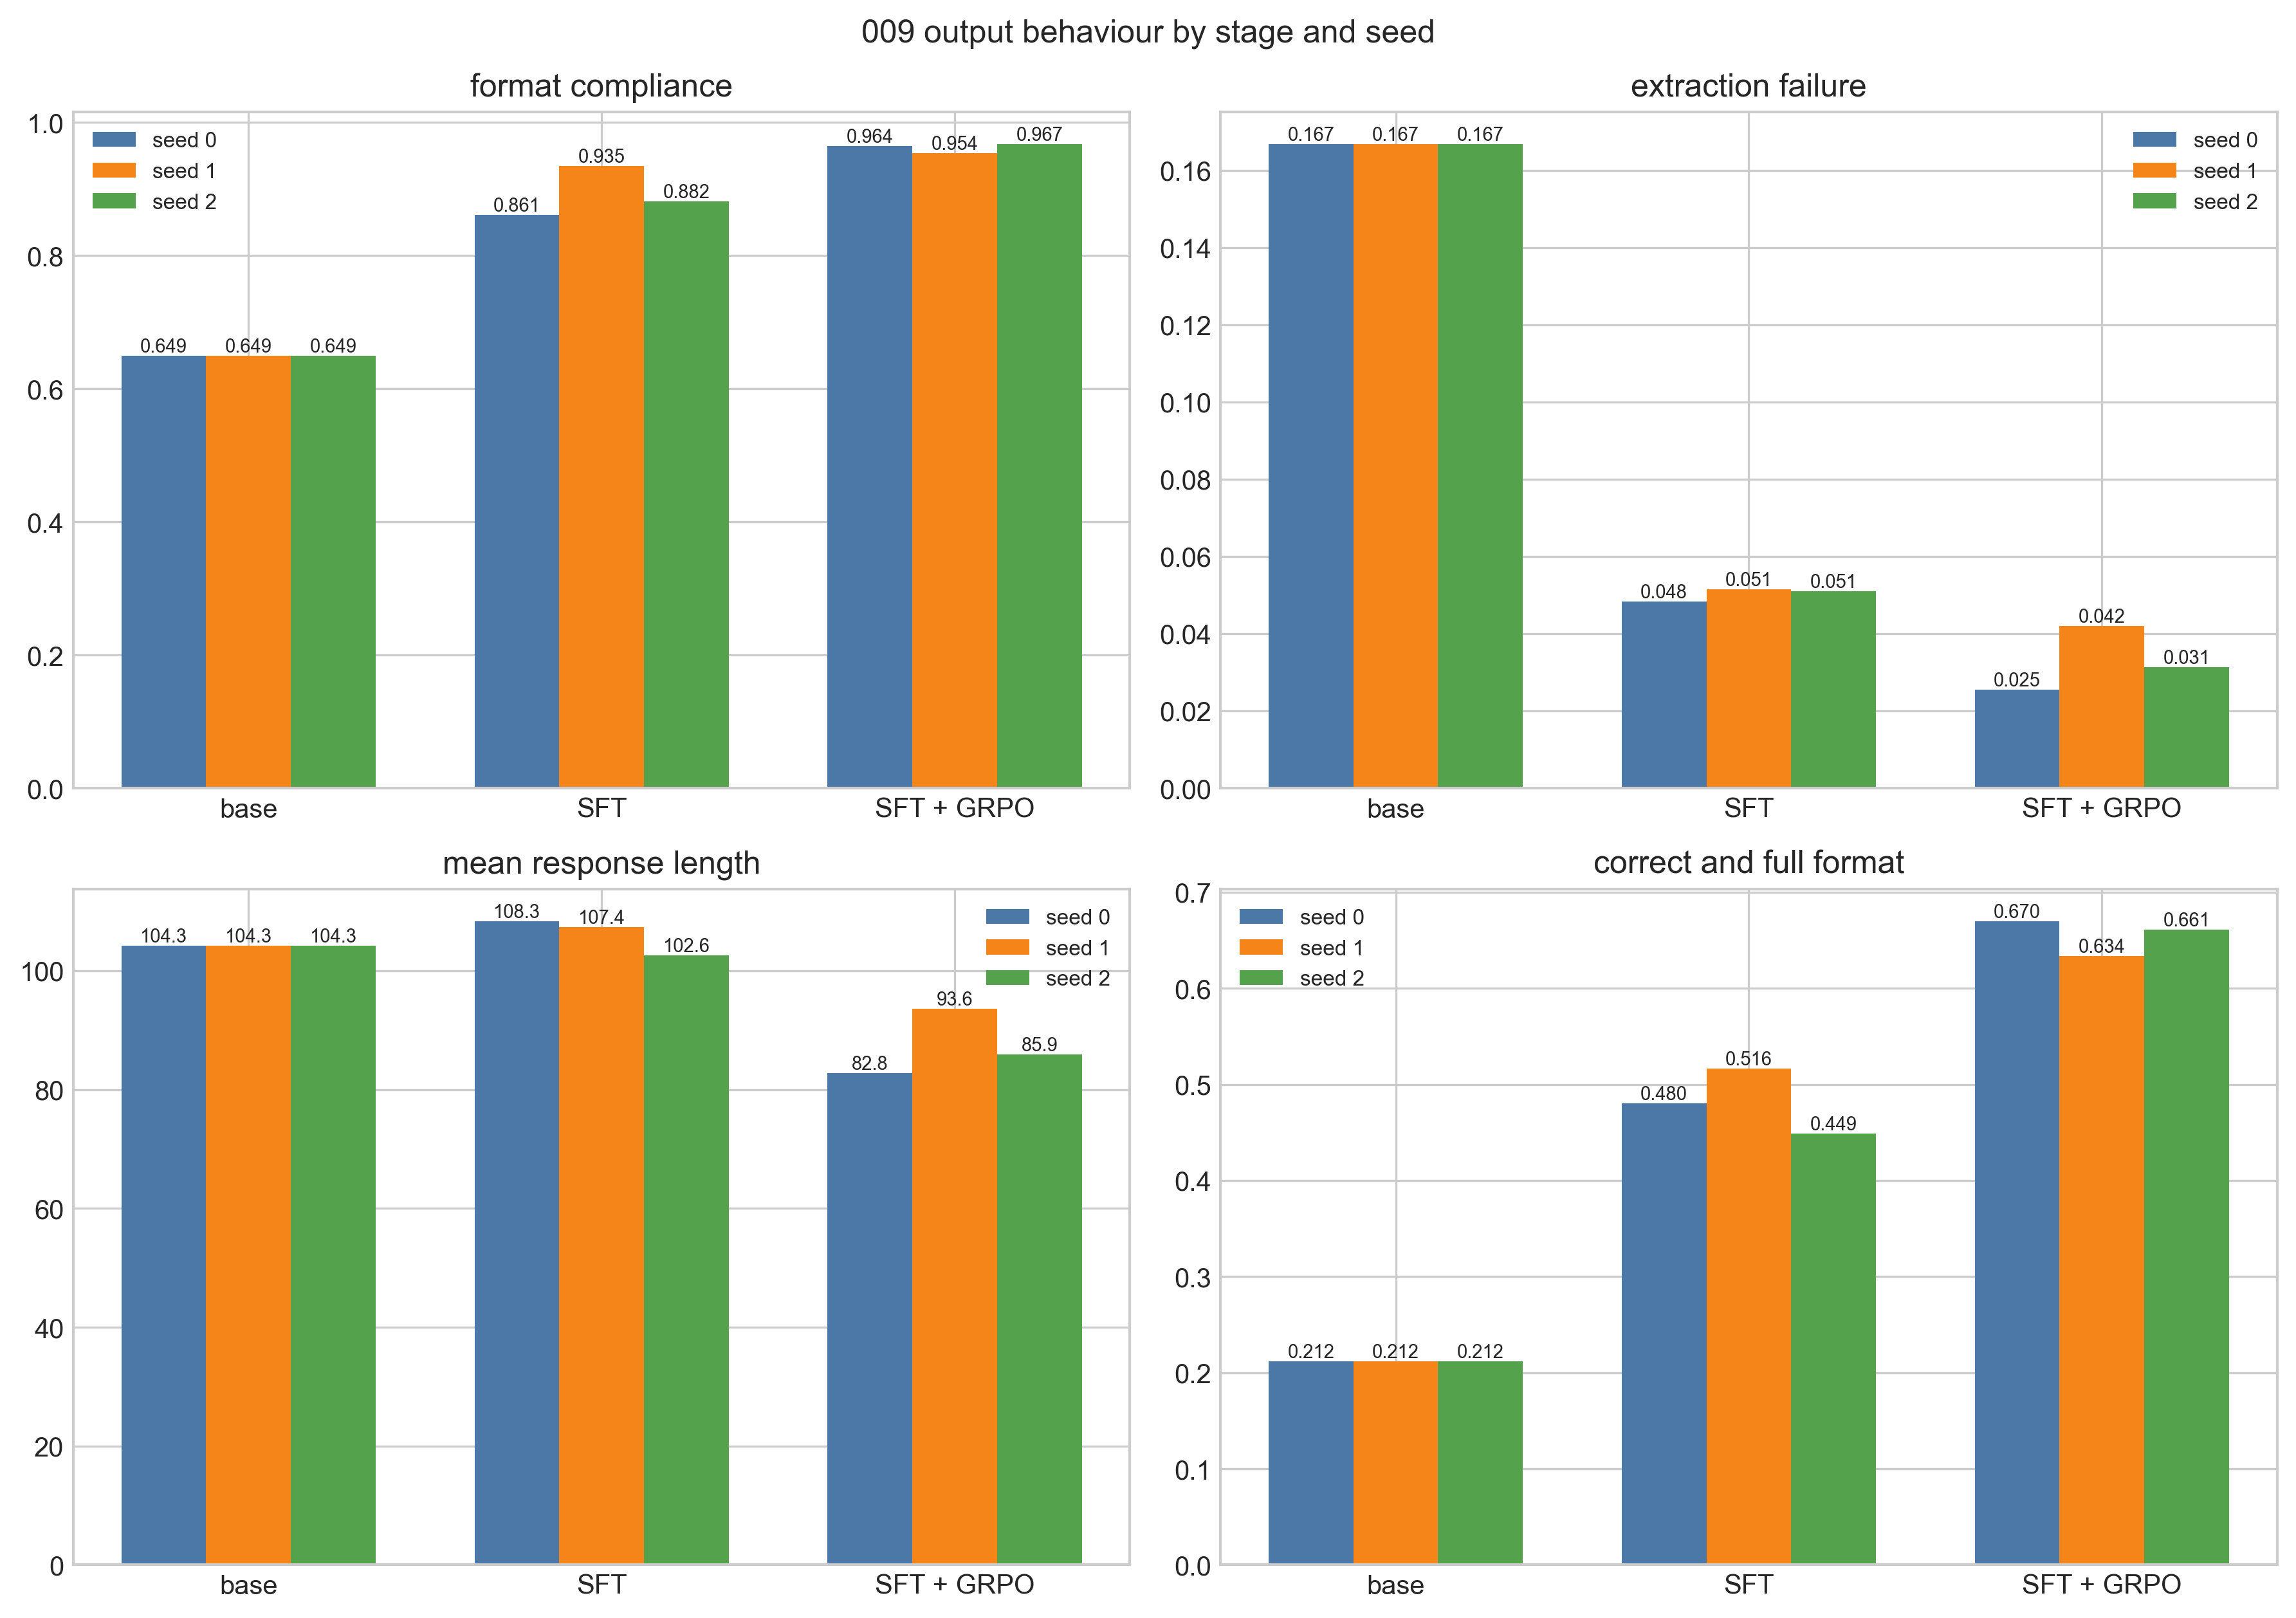 009 output behaviour by stage and seed
format compliance
1.0
0.8
0.6
0.4
0.2
0.0
seed 0
seed 1
seed 2
0.649 0.649 0.649
0.861 0.935 0.882
0.964 0.954 0.967
base SFT SFT + GRPO
extraction failure
0.16
0.14
0.12
0.10
0.08
0.06
0.04
0.02
0.00
seed 0
seed 1
seed 2
0.167 0.167 0.167
0.048 0.051 0.051
0.025 0.042 0.031
base SFT SFT + GRPO
mean response length
100
80
60
40
20
0
seed 0
seed 1
seed 2
104.3 104.3 104.3
108.3 107.4 102.6
82.8 93.6 85.9
base SFT SFT + GRPO
correct and full format
0.7
0.6
0.5
0.4
0.3
0.2
0.1
0.0
seed 0
seed 1
seed 2
0.212 0.212 0.212
0.480 0.516 0.449
0.670 0.634 0.661
base SFT SFT + GRPO